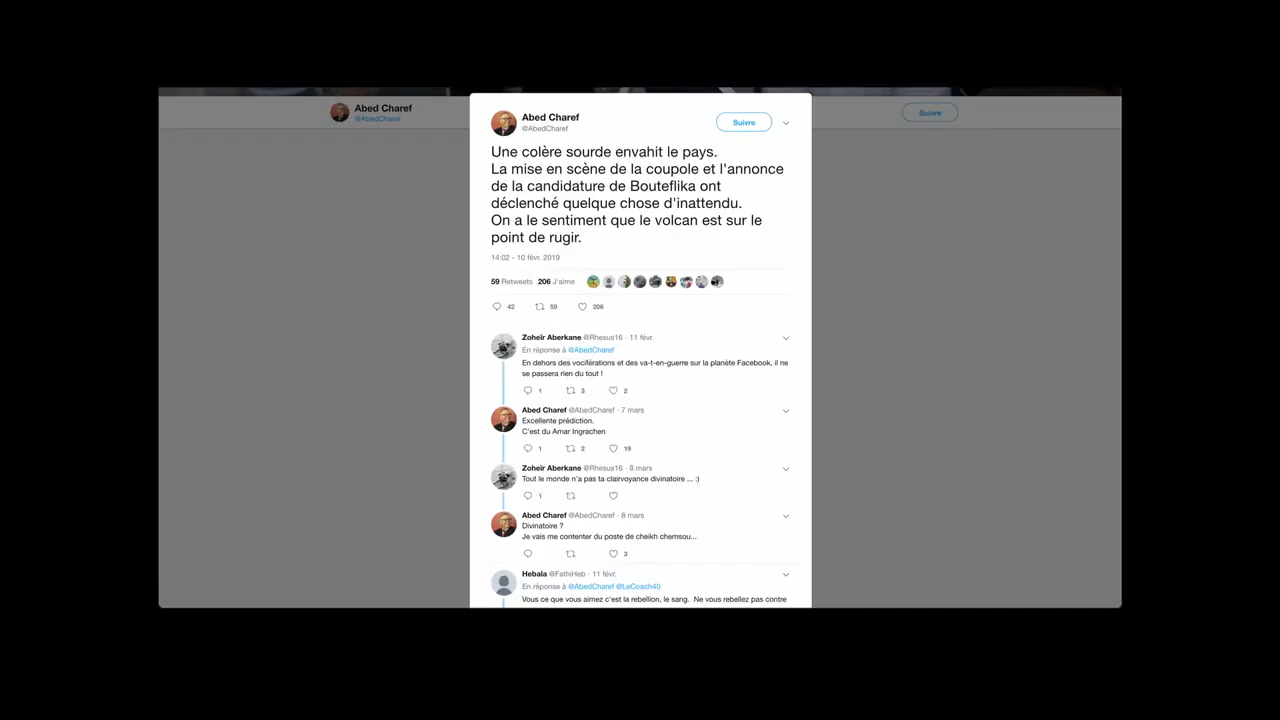 Abed Charef
@AbedCharef
Suivre
Abed Charef
@AbedCharef
Suivre
Une colère sourde envahit le pays.
La mise en scène de la coupole et l'annonce
de la candidature de Bouteflika ont
déclenché quelque chose d'inattendu.
On a le sentiment que le volcan est sur le
point de rugir.
14:02 - 10 févr. 2019
59 Retweets 206 J'aime
42 59 206
Zoheïr Aberkane @Rhesus16 · 11 févr.
En réponse à @AbedCharef
En dehors des vociférations et des va-t-en-guerre sur la planète Facebook, il ne
se passera rien du tout !
1 3 2
Abed Charef @AbedCharef · 7 mars
Excellente prédiction.
C'est du Amar Ingrachen
1 2 19
Zoheïr Aberkane @Rhesus16 · 8 mars
Tout le monde n'a pas ta clairvoyance divinatoire ... :)
1
Abed Charef @AbedCharef · 8 mars
Divinatoire ?
Je vais me contenter du poste de cheikh chemsou...
3
Hebala @FathiHeb · 11 févr.
En réponse à @AbedCharef @LeCoach40
Vous ce que vous aimez c'est la rebellion, le sang. Ne vous rebellez pas contre